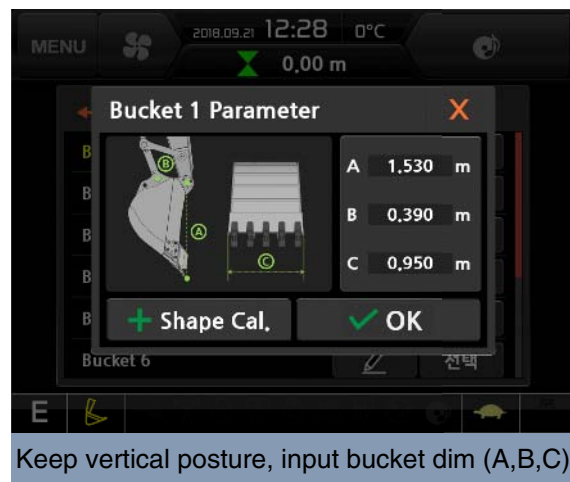 MENU
2018.09.21 12:28 0°C
0,00 m
Bucket 1 Parameter X
B
B
B
B
B
B
A
C
A 1,530 m
B 0,390 m
C 0,950 m
+ Shape Cal.
OK
Bucket 6 선택
E
Keep vertical posture, input bucket dim (A,B,C)